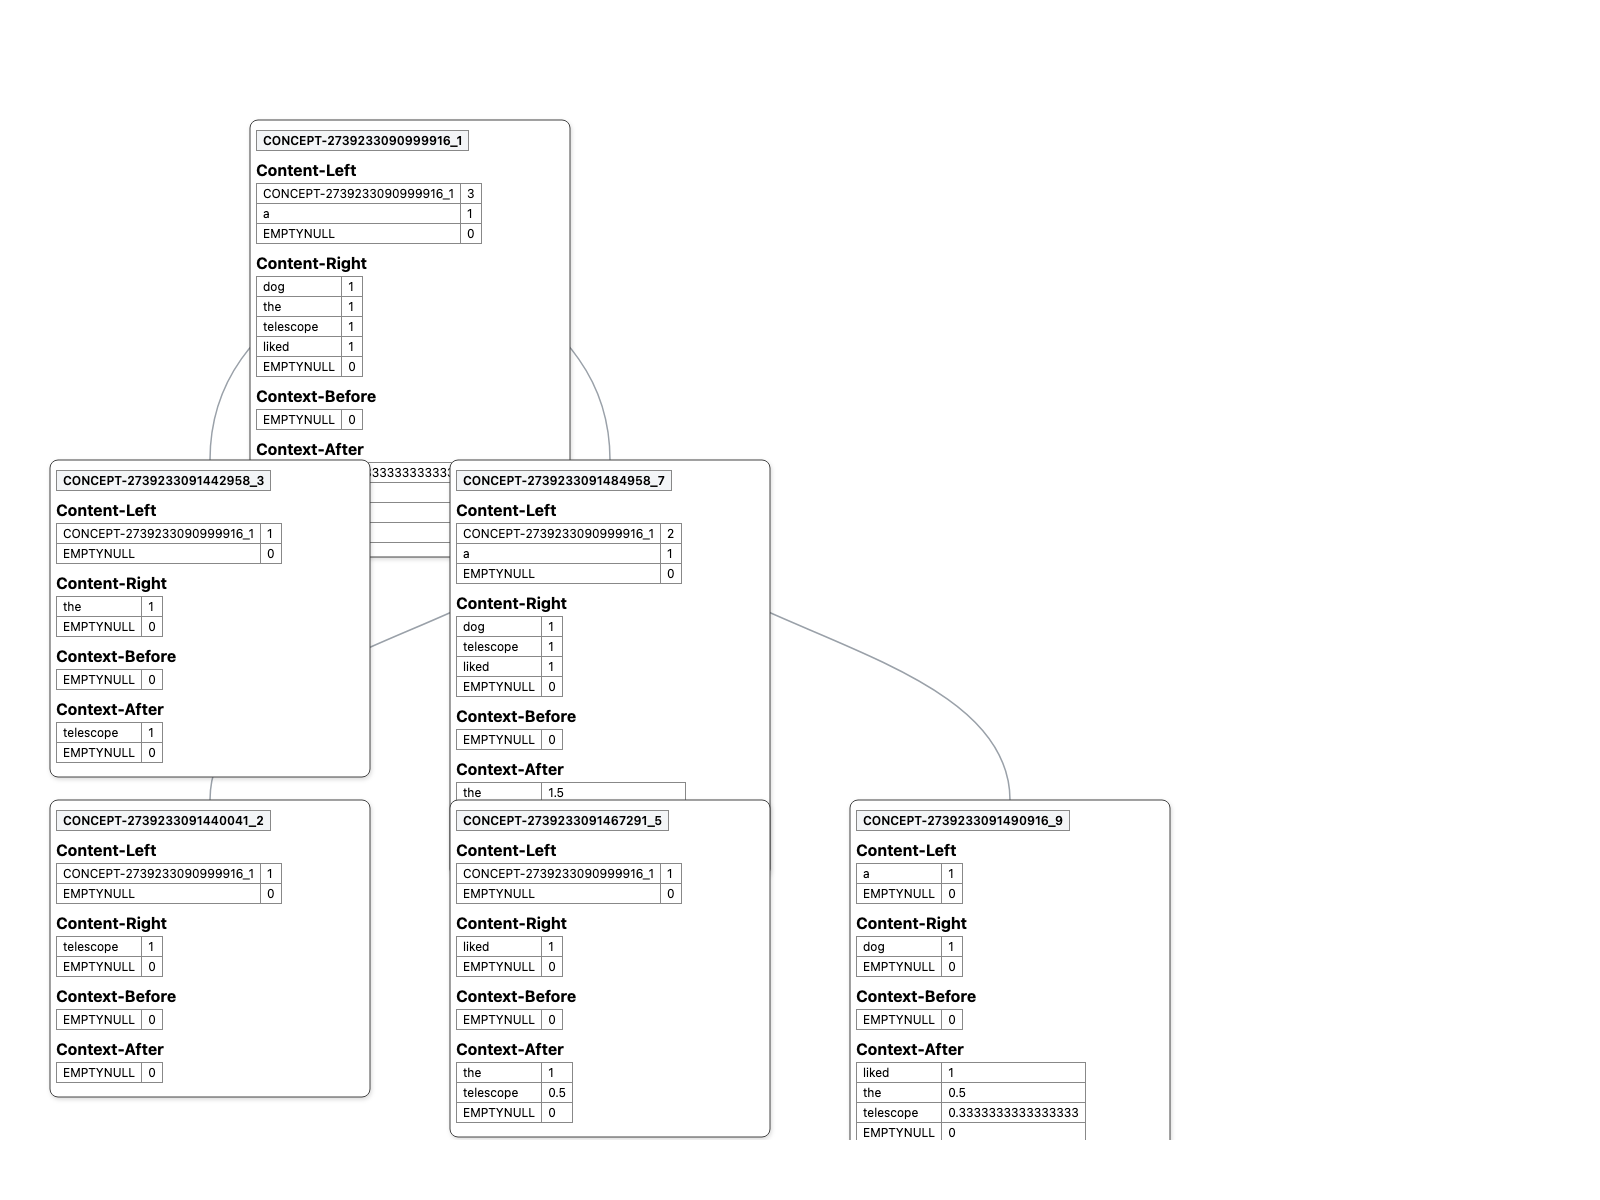 CONCEPT-2739233090999916_1
Content-Left
CONCEPT-2739233090999916_1 3
a 1
EMPTYNULL 0
Content-Right
dog 1
the 1
telescope 1
liked 1
EMPTYNULL 0
Context-Before
EMPTYNULL 0
Context-After
CONCEPT-2739233091442958_3
Content-Left
CONCEPT-2739233090999916_1 1
EMPTYNULL 0
Content-Right
the 1
EMPTYNULL 0
Context-Before
EMPTYNULL 0
Context-After
telescope 1
EMPTYNULL 0
CONCEPT-2739233091484958_7
Content-Left
CONCEPT-2739233090999916_1 2
a 1
EMPTYNULL 0
Content-Right
dog 1
telescope 1
liked 1
EMPTYNULL 0
Context-Before
EMPTYNULL 0
Context-After
the 1.5
CONCEPT-2739233091440041_2
Content-Left
CONCEPT-2739233090999916_1 1
EMPTYNULL 0
Content-Right
telescope 1
EMPTYNULL 0
Context-Before
EMPTYNULL 0
Context-After
EMPTYNULL 0
CONCEPT-2739233091467291_5
Content-Left
CONCEPT-2739233090999916_1 1
EMPTYNULL 0
Content-Right
liked 1
EMPTYNULL 0
Context-Before
EMPTYNULL 0
Context-After
the 1
telescope 0.5
EMPTYNULL 0
CONCEPT-2739233091490916_9
Content-Left
a 1
EMPTYNULL 0
Content-Right
dog 1
EMPTYNULL 0
Context-Before
EMPTYNULL 0
Context-After
liked 1
the 0.5
telescope 0.3333333333333333
EMPTYNULL 0